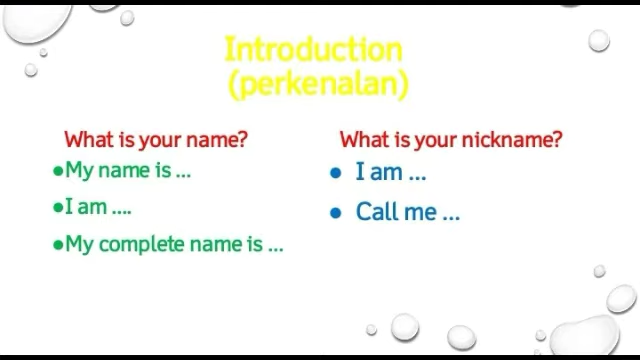 Introduction
(perkenalan)
What is your name?
●My name is ...
●I am ....
●My complete name is ...
What is your nickname?
● I am ...
● Call me ...